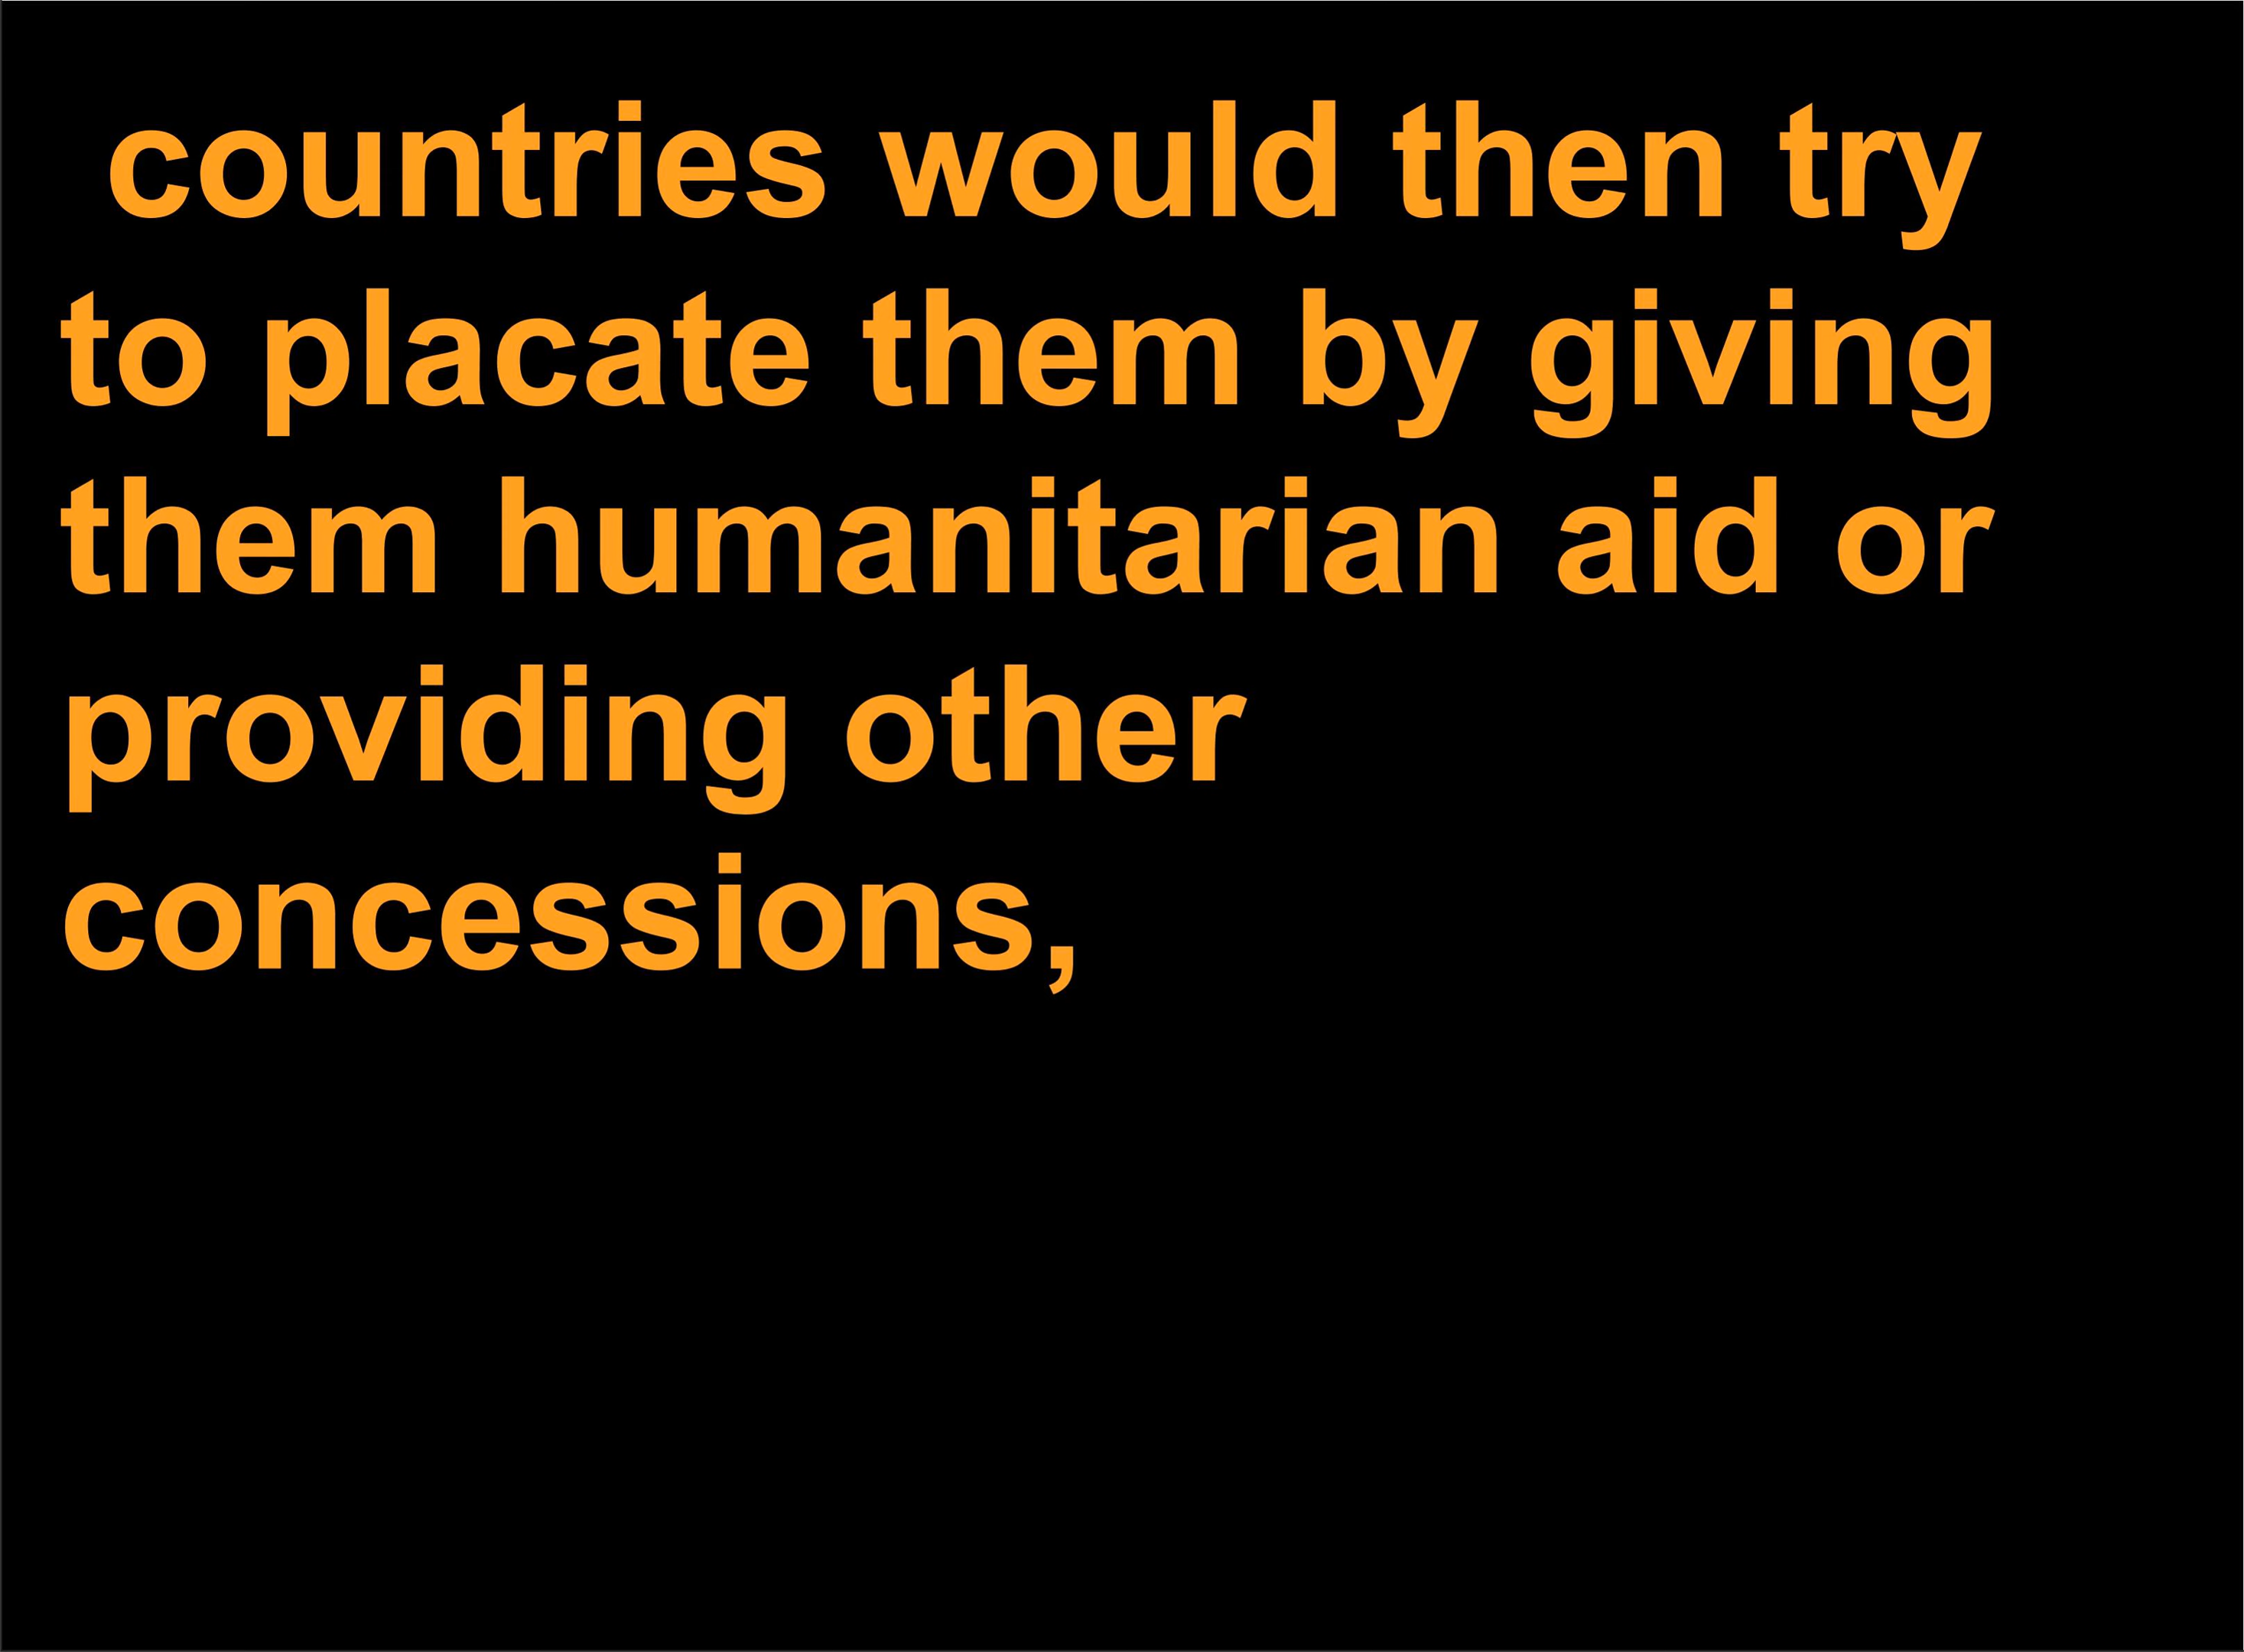 countries would then try
to placate them by giving
them humanitarian aid or
providing other
concessions,